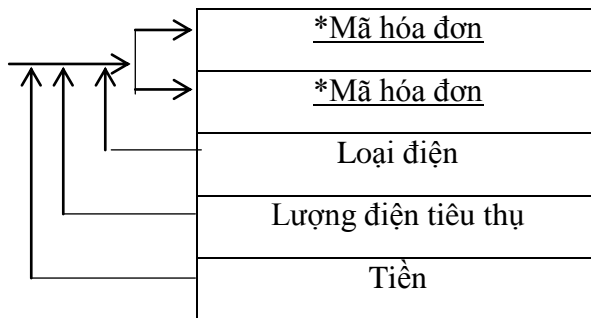 *Mã hóa đơn
*Mã hóa đơn
Loại điện
Lượng điện tiêu thụ
Tiền